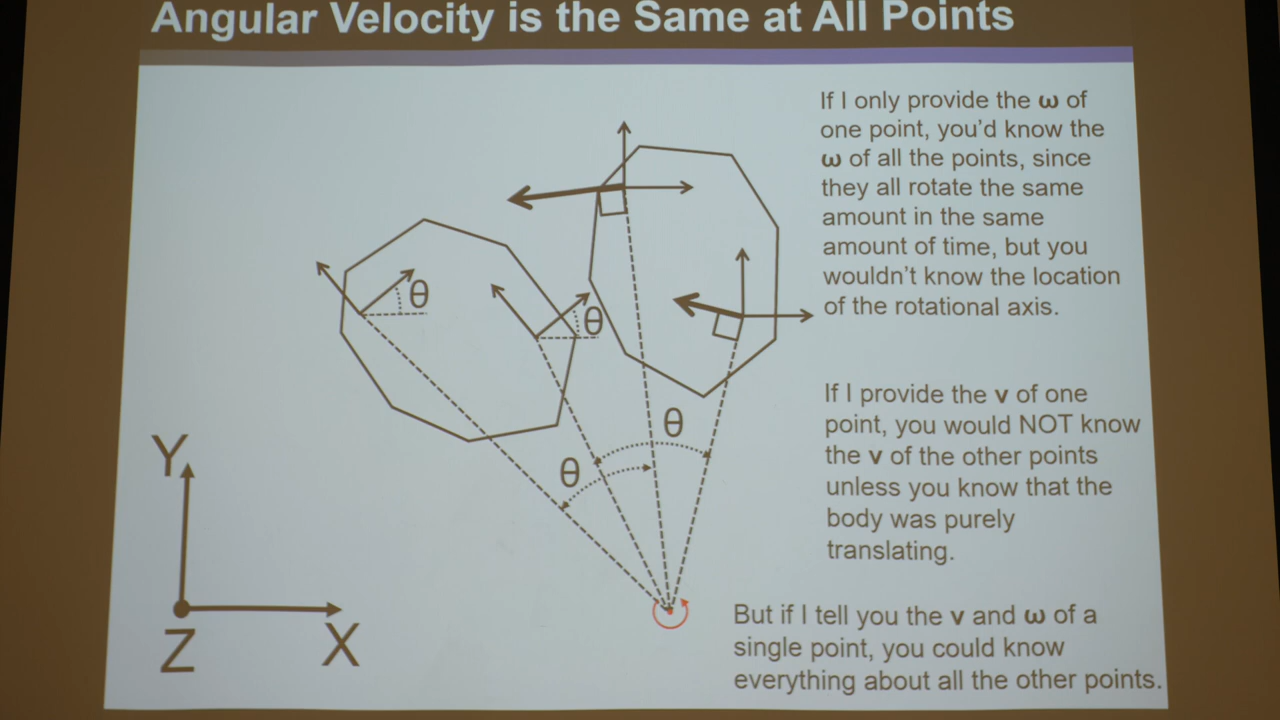 Angular Velocity is the Same at All Points
If I only provide the ω of
one point, you'd know the
ω of all the points, since
they all rotate the same
amount in the same
amount of time, but you
wouldn't know the location
of the rotational axis.
θ
θ
If I provide the v of one
point, you would NOT know
the v of the other points
unless you know that the
body was purely
translating.
θ
θ
Y
Z
X
But if I tell you the v and ω of a
single point, you could know
everything about all the other points.